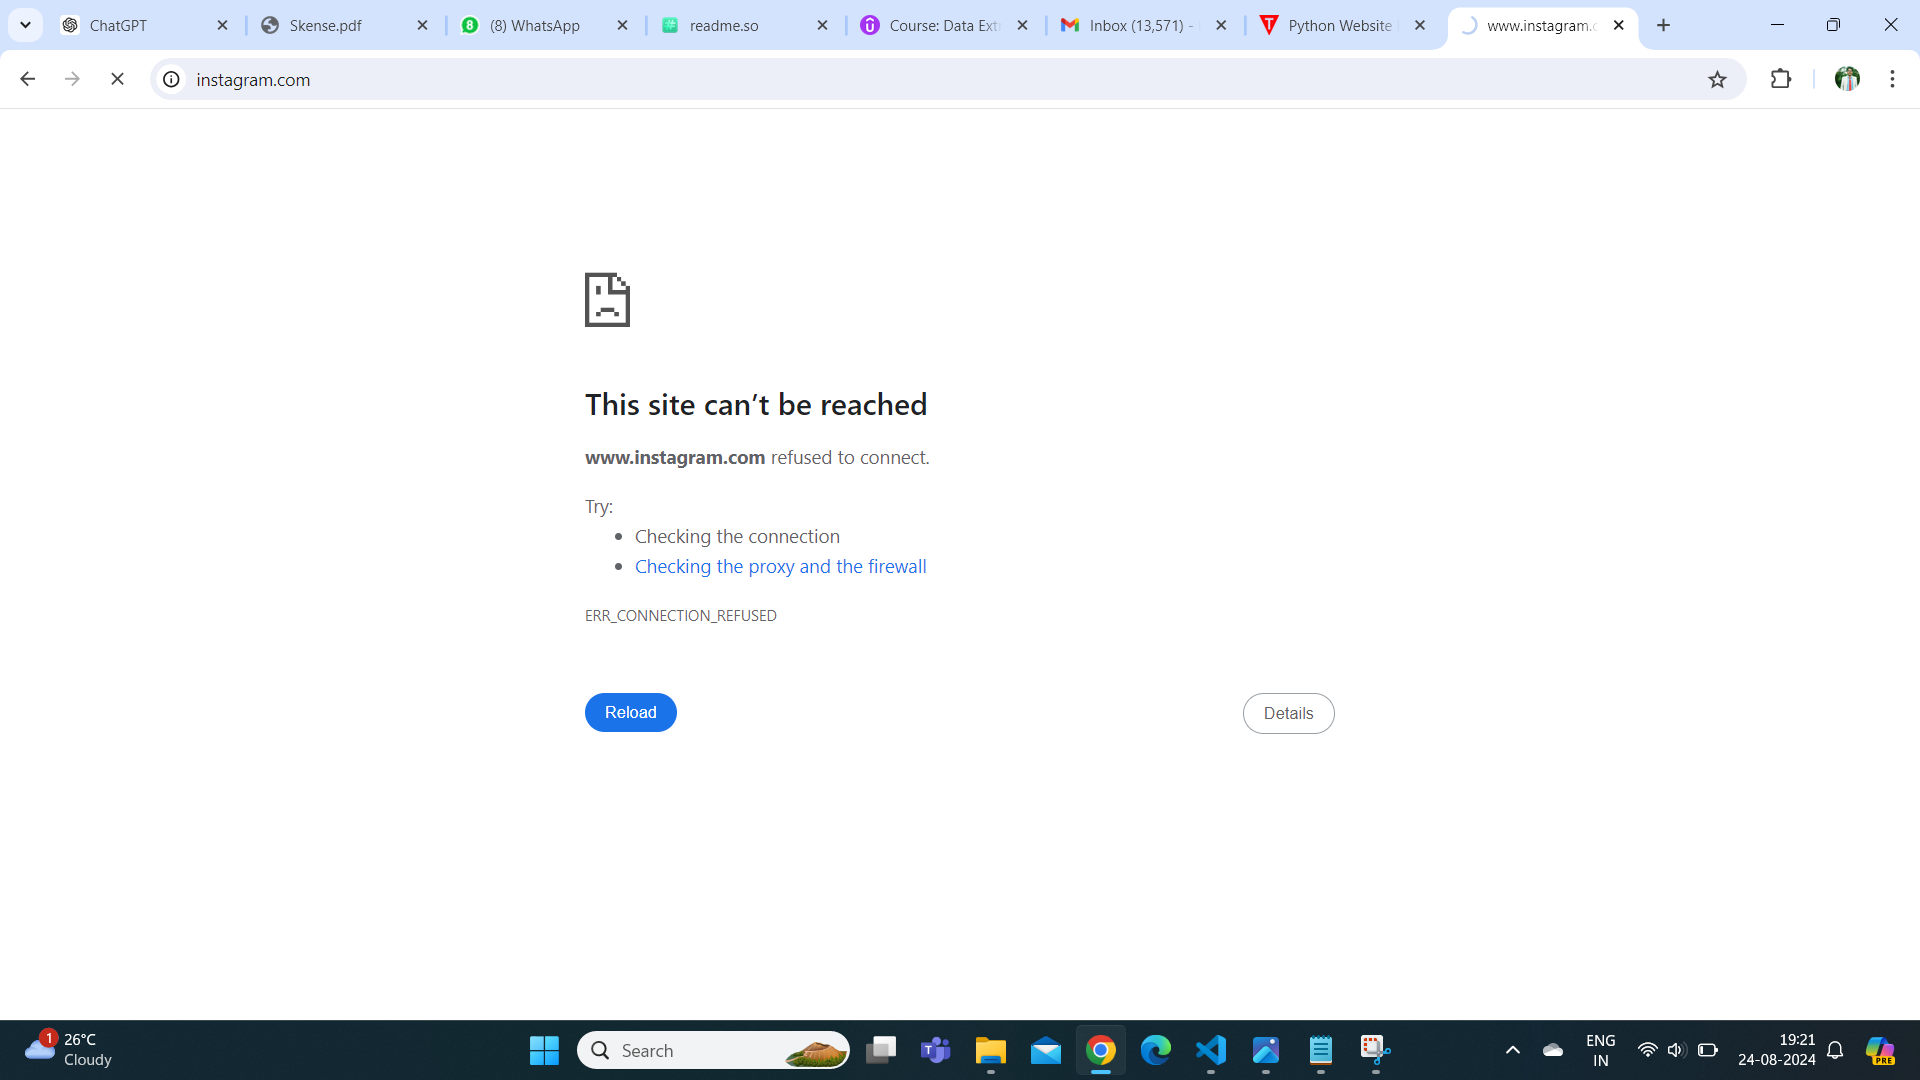 ChatGPT
Skense.pdf
(8) WhatsApp
readme.so
Course: Data Ext
Inbox (13,571) -
Python Website
www.instagram.c
instagram.com
This site can’t be reached
www.instagram.com refused to connect.
Try:
Checking the connection
Checking the proxy and the firewall
ERR_CONNECTION_REFUSED
Reload
Details
1
26°C
Cloudy
Search
ENG
IN
19:21
24-08-2024
PRE